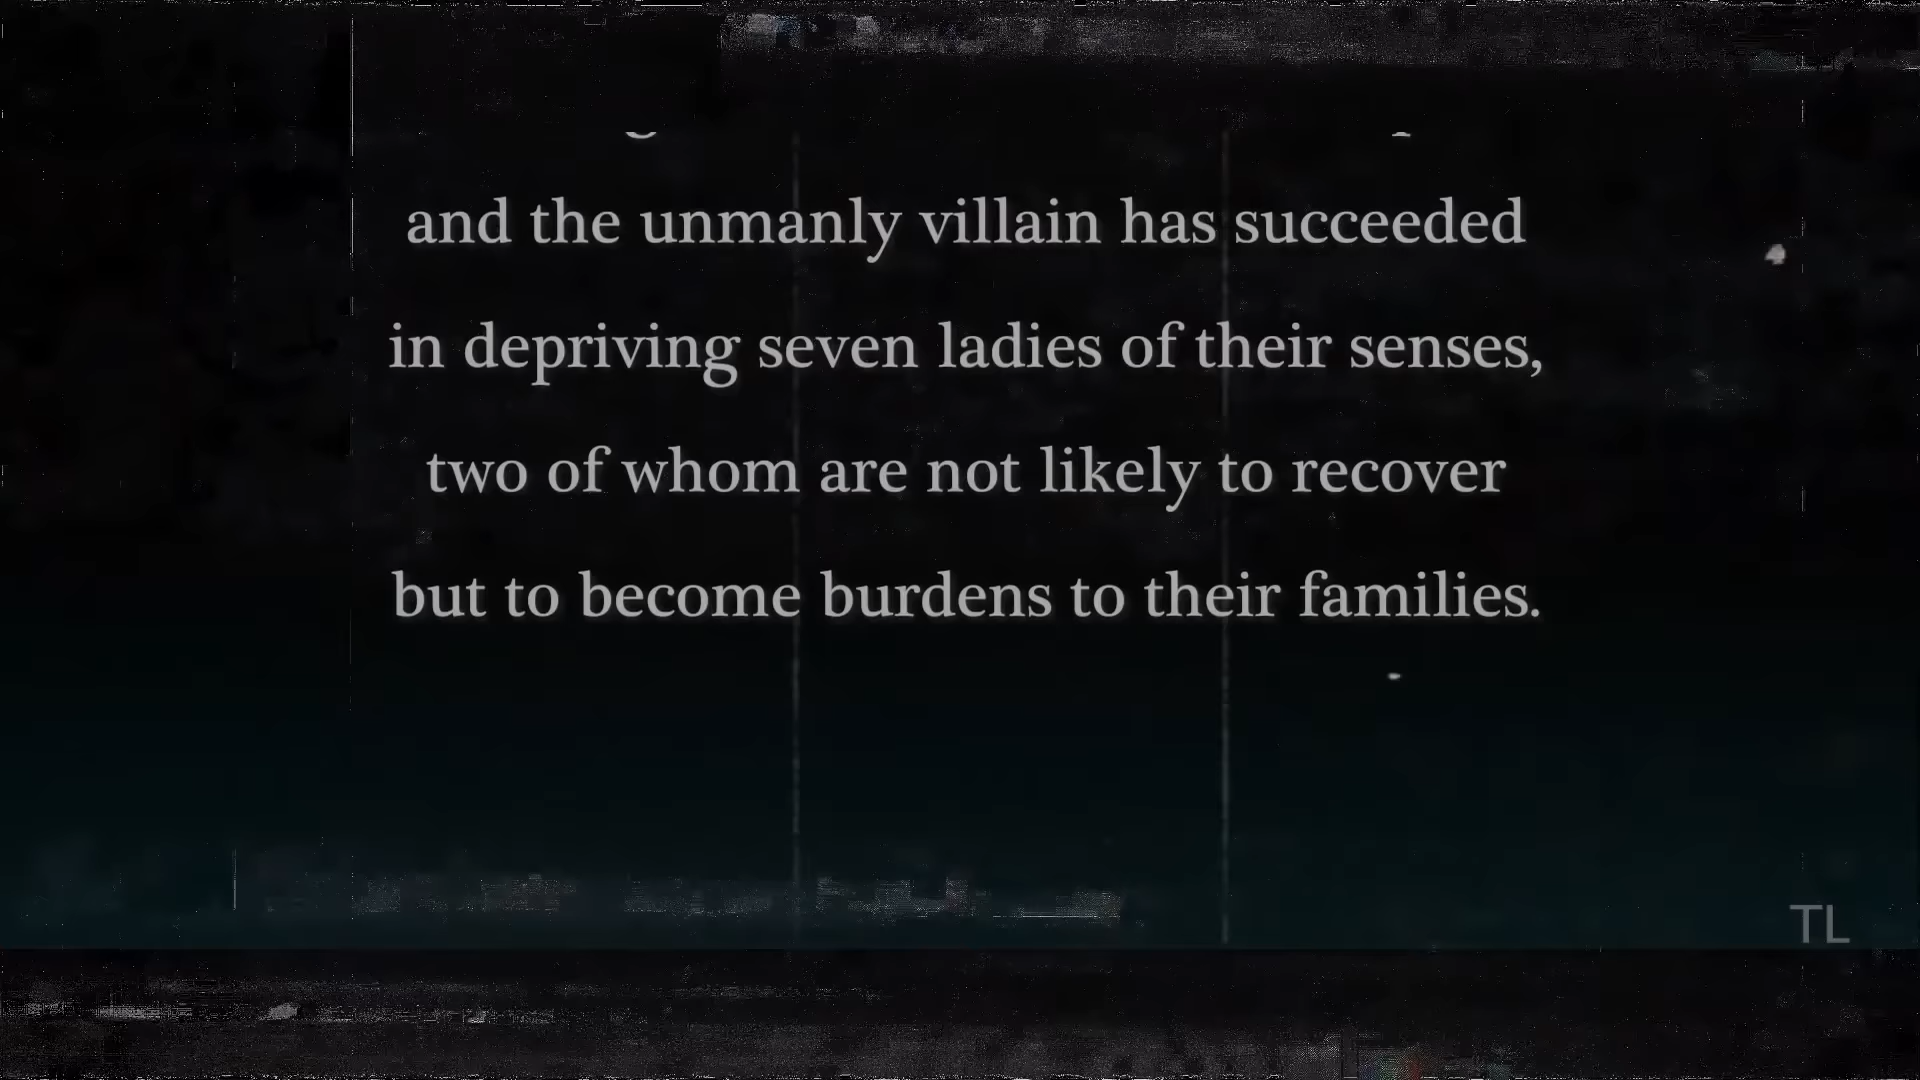 and the unmanly villain has succeeded
in depriving seven ladies of their senses,
two of whom are not likely to recover
but to become burdens to their families.
TL